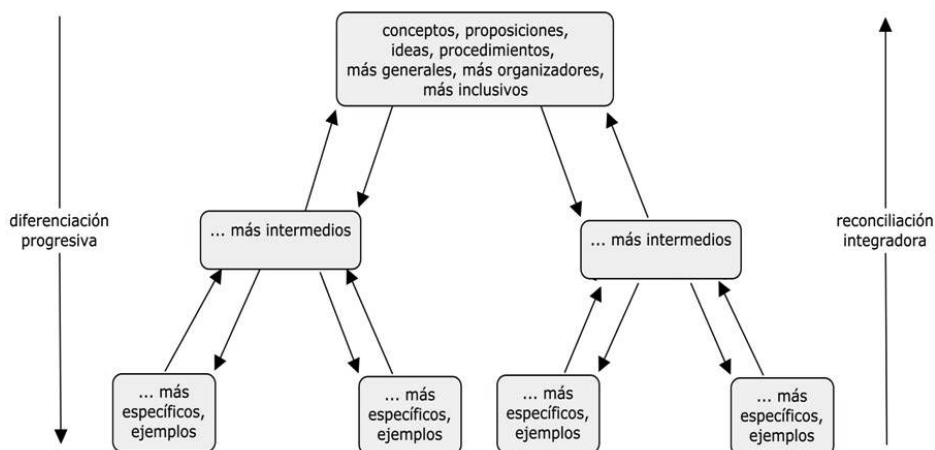 conceptos, proposiciones,
ideas, procedimientos,
más generales, más organizadores,
más inclusivos
diferenciación
progresiva
... más intermedios
... más intermedios
reconciliación
integradora
... más
específicos,
ejemplos
... más
específicos,
ejemplos
... más
específicos,
ejemplos
... más
específicos,
ejemplos